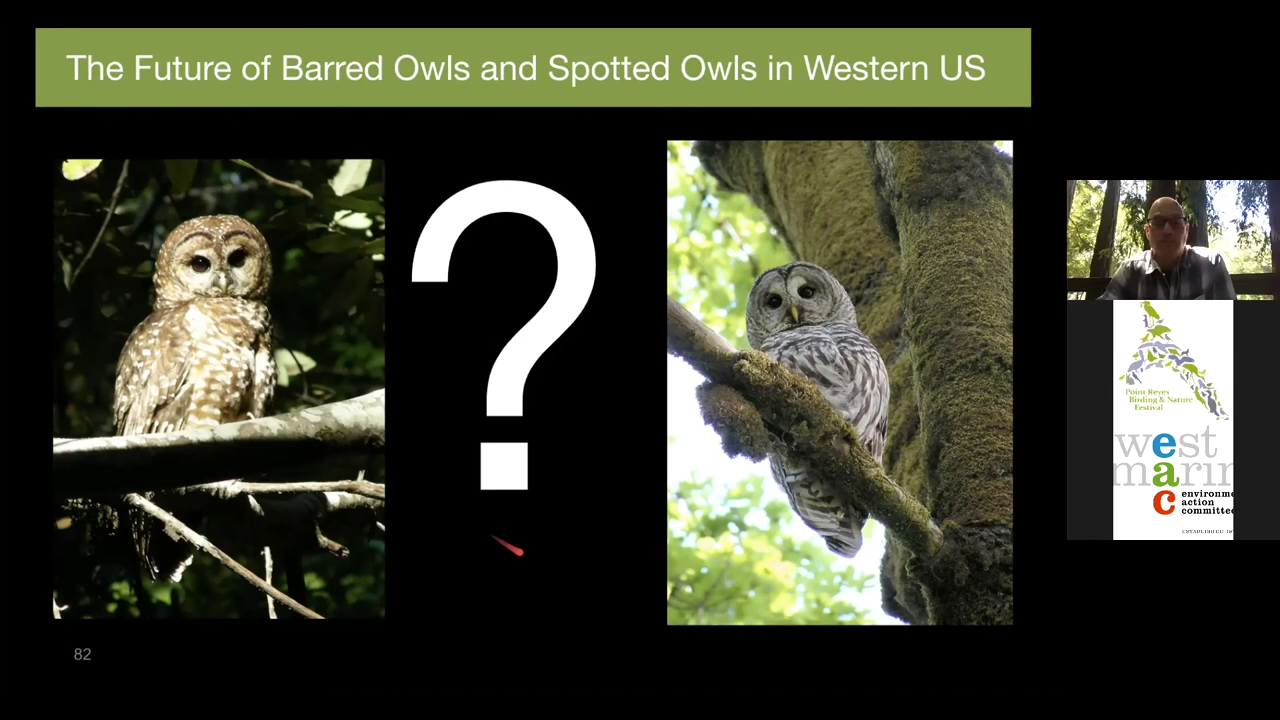 The Future of Barred Owls and Spotted Owls in Western US
?
82
Point Reyes
Birding & Nature
Festival
west
marin
eac
environme
action
committee